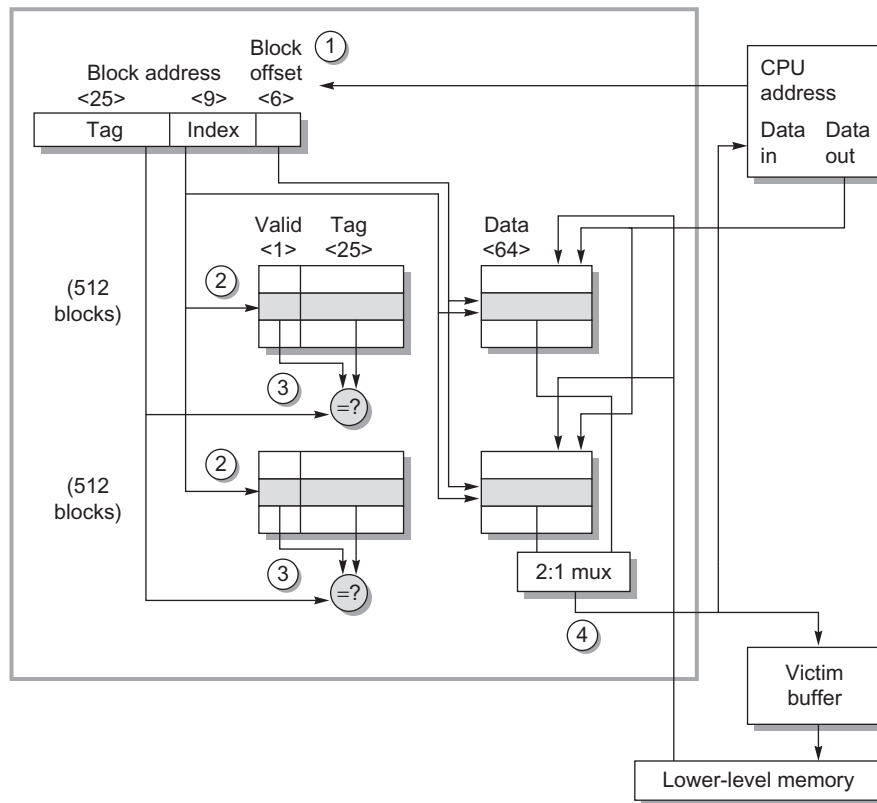 Block offset
<6>
1
Block address
<25>
<9>
Tag
Index
CPU address
Data in
Data out
Valid
<1>
Tag
<25>
Data
<64>
(512 blocks)
2
3
=?
(512 blocks)
2
3
=?
2:1 mux
4
Victim buffer
Lower-level memory